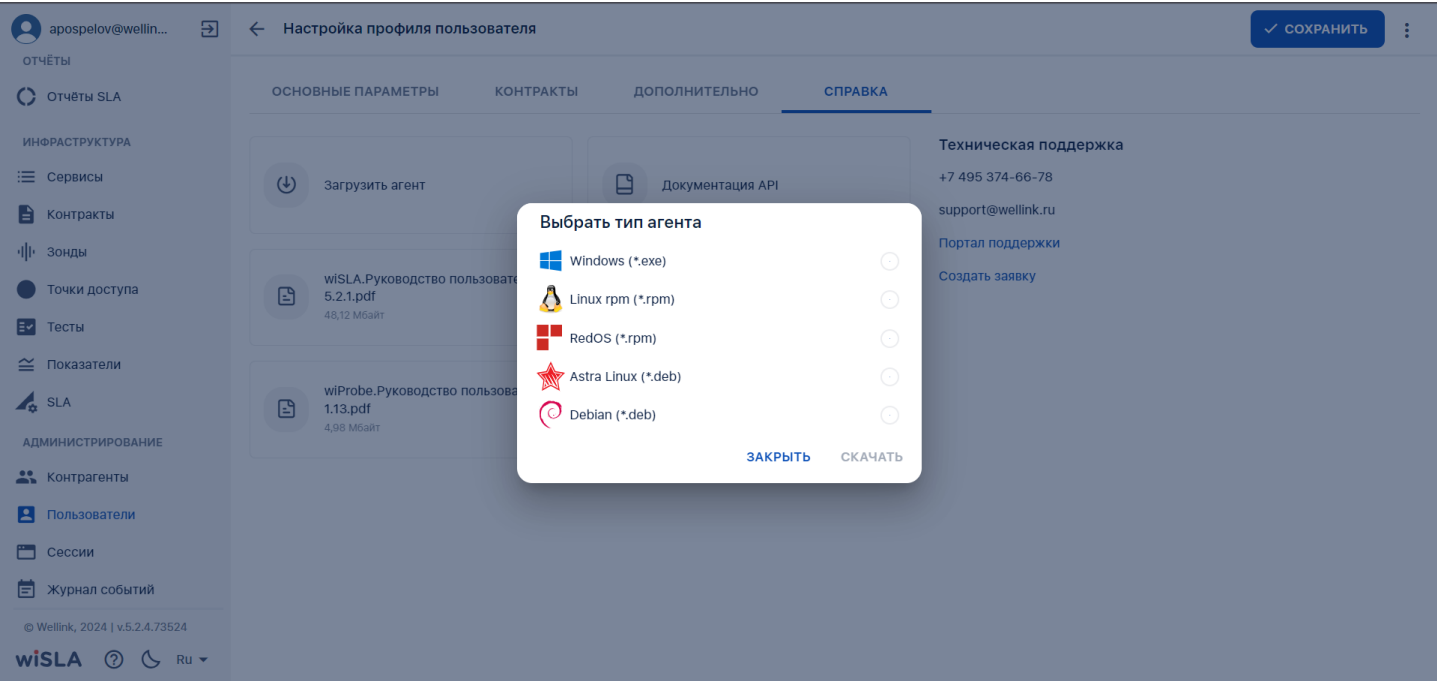 apospelov@wellin...
ОТЧЁТЫ
Отчёты SLA
ИНФРАСТРУКТУРА
Сервисы
Контракты
Зонды
Точки доступа
Тесты
Показатели
SLA
АДМИНИСТРИРОВАНИЕ
Контрагенты
Пользователи
Сессии
Журнал событий
© Wellink, 2024 | v.5.2.4.73524
wiSLA
Ru
Настройка профиля пользователя
СОХРАНИТЬ
ОСНОВНЫЕ ПАРАМЕТРЫ
КОНТРАКТЫ
ДОПОЛНИТЕЛЬНО
СПРАВКА
Загрузить агент
Документация API
wiSLA.Руководство пользовате
5.2.1.pdf
48,12 Мбайт
wiProbe.Руководство пользова
1.13.pdf
4,98 Мбайт
Техническая поддержка
+7 495 374-66-78
support@wellink.ru
Портал поддержки
Создать заявку
Выбрать тип агента
Windows (*.exe)
Linux rpm (*.rpm)
RedOS (*.rpm)
Astra Linux (*.deb)
Debian (*.deb)
ЗАКРЫТЬ
СКАЧАТЬ